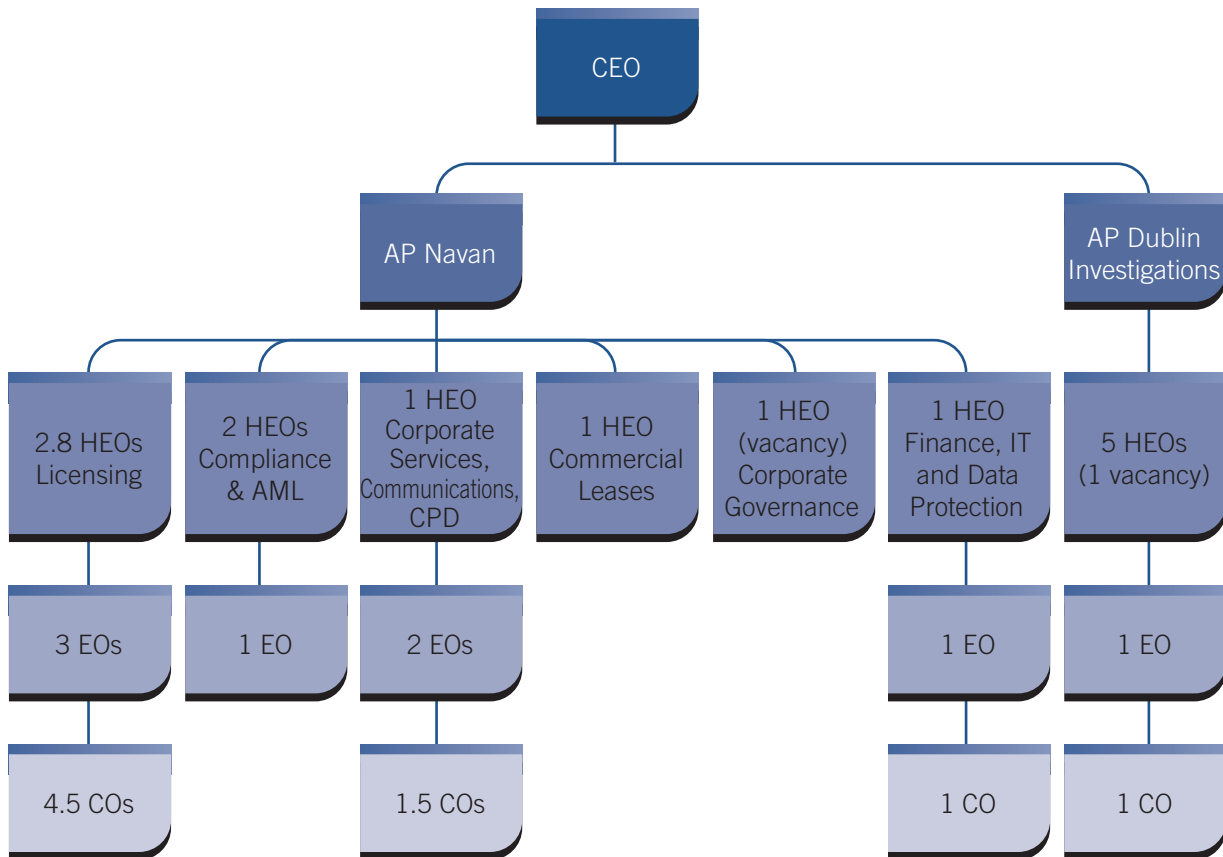 CEO
AP Navan
AP Dublin
Investigations
2.8 HEOs
Licensing
2 HEOs
Compliance
& AML
1 HEO
Corporate
Services,
Communications,
CPD
1 HEO
Commercial
Leases
1 HEO
(vacancy)
Corporate
Governance
1 HEO
Finance, IT
and Data
Protection
5 HEOs
(1 vacancy)
3 EOs
1 EO
2 EOs
1 EO
1 EO
4.5 COs
1.5 COs
1 CO
1 CO